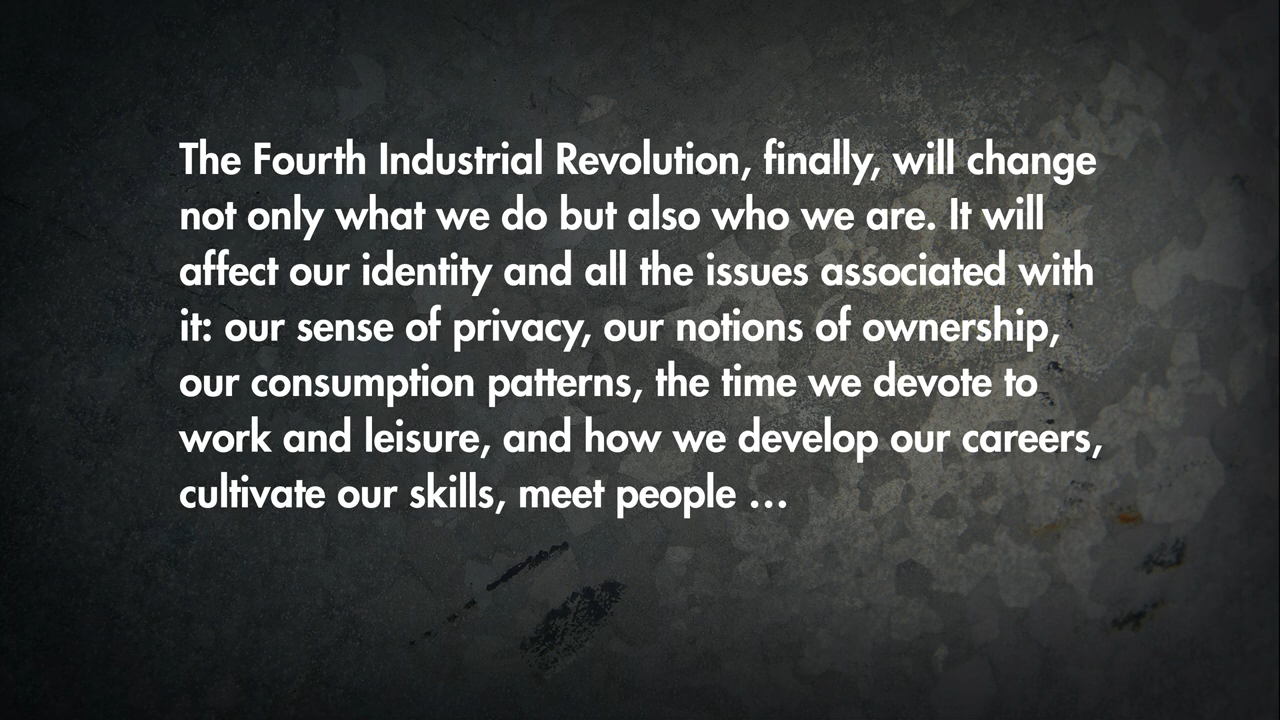 The Fourth Industrial Revolution, finally, will change
not only what we do but also who we are. It will
affect our identity and all the issues associated with
it: our sense of privacy, our notions of ownership,
our consumption patterns, the time we devote to
work and leisure, and how we develop our careers,
cultivate our skills, meet people ...